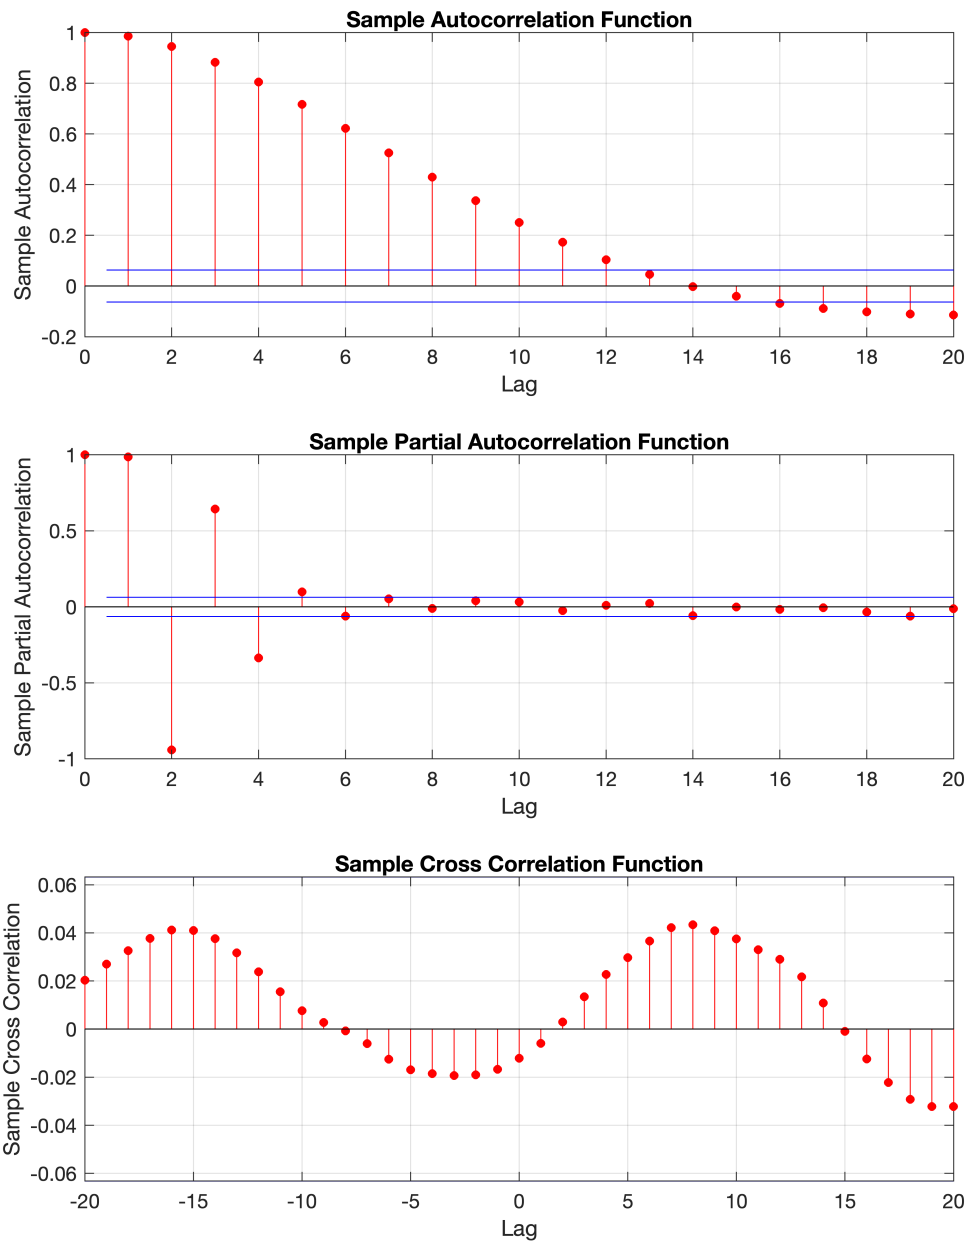 Sample Autocorrelation Function
Sample Autocorrelation
1
0.8
0.6
0.4
0.2
0
-0.2
0 2 4 6 8 10 12 14 16 18 20
Lag
Sample Partial Autocorrelation Function
Sample Partial Autocorrelation
1
0.5
0
-0.5
-1
0 2 4 6 8 10 12 14 16 18 20
Lag
Sample Cross Correlation Function
Sample Cross Correlation
0.06
0.04
0.02
0
-0.02
-0.04
-0.06
-20 -15 -10 -5 0 5 10 15 20
Lag